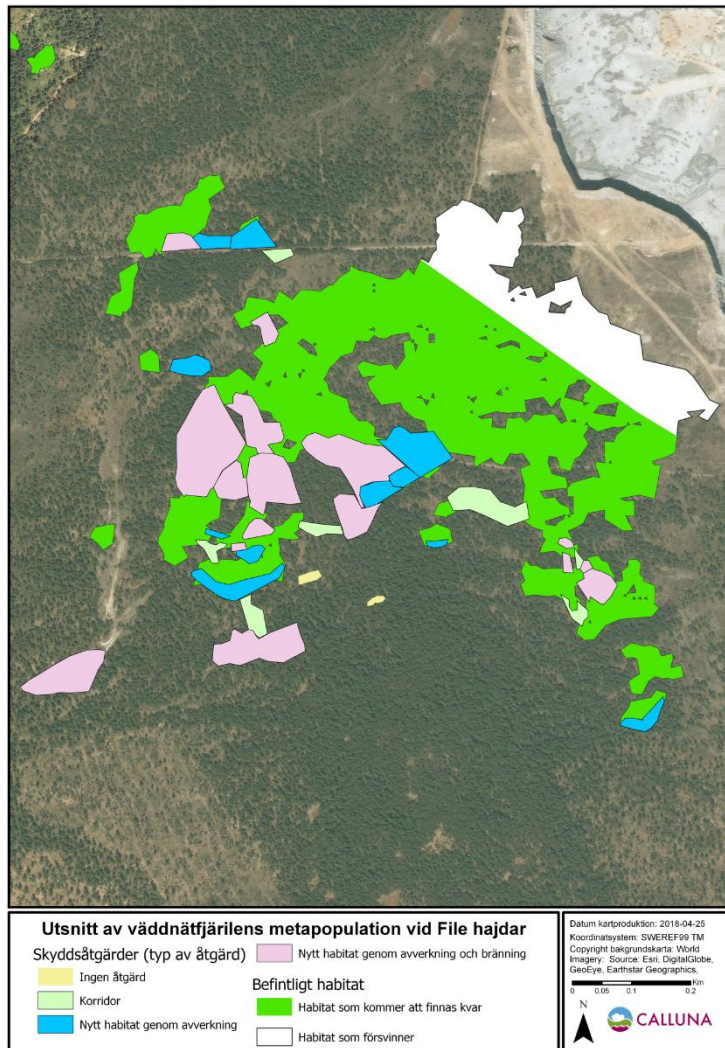 Utsnitt av väddnätfjärilens metapopulation vid File hajdar
Skyddsåtgärder (typ av åtgärd)
Ingen åtgärd
Korridor
Nytt habitat genom avverkning
Nytt habitat genom avverkning och bränning
Befintligt habitat
Habitat som kommer att finnas kvar
Habitat som försvinner
Datum kartproduktion: 2018-04-25
Koordinatsystem: SWEREF99 TM
Copyright bakgrundskarta: World
Imagery: Source: Esri, DigitalGlobe,
GeoEye, Earthstar Geographics,
Km
0 0.05 0.1 0.2
N
CALLUNA